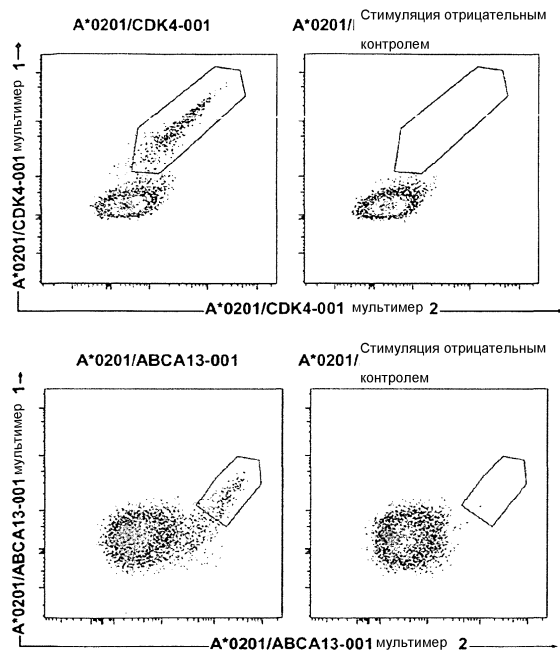 A*0201/CDK4-001
A*0201/
Стимуляция отрицательным
контролем
A*0201/CDK4-001 мультимер 1
A*0201/CDK4-001 мультимер 2
A*0201/ABCA13-001
A*0201/
Стимуляция отрицательным
контролем
A*0201/ABCA13-001 мультимер 1
A*0201/ABCA13-001 мультимер 2